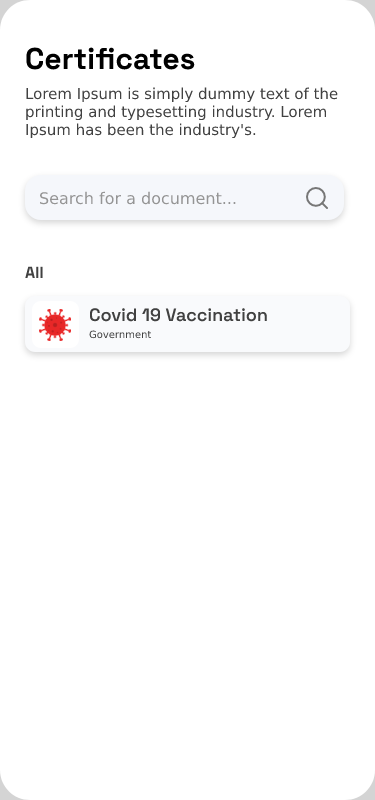 Certificates
Lorem Ipsum is simply dummy text of the
printing and typesetting industry. Lorem
Ipsum has been the industry's.
Search for a document...
All
Covid 19 Vaccination
Government